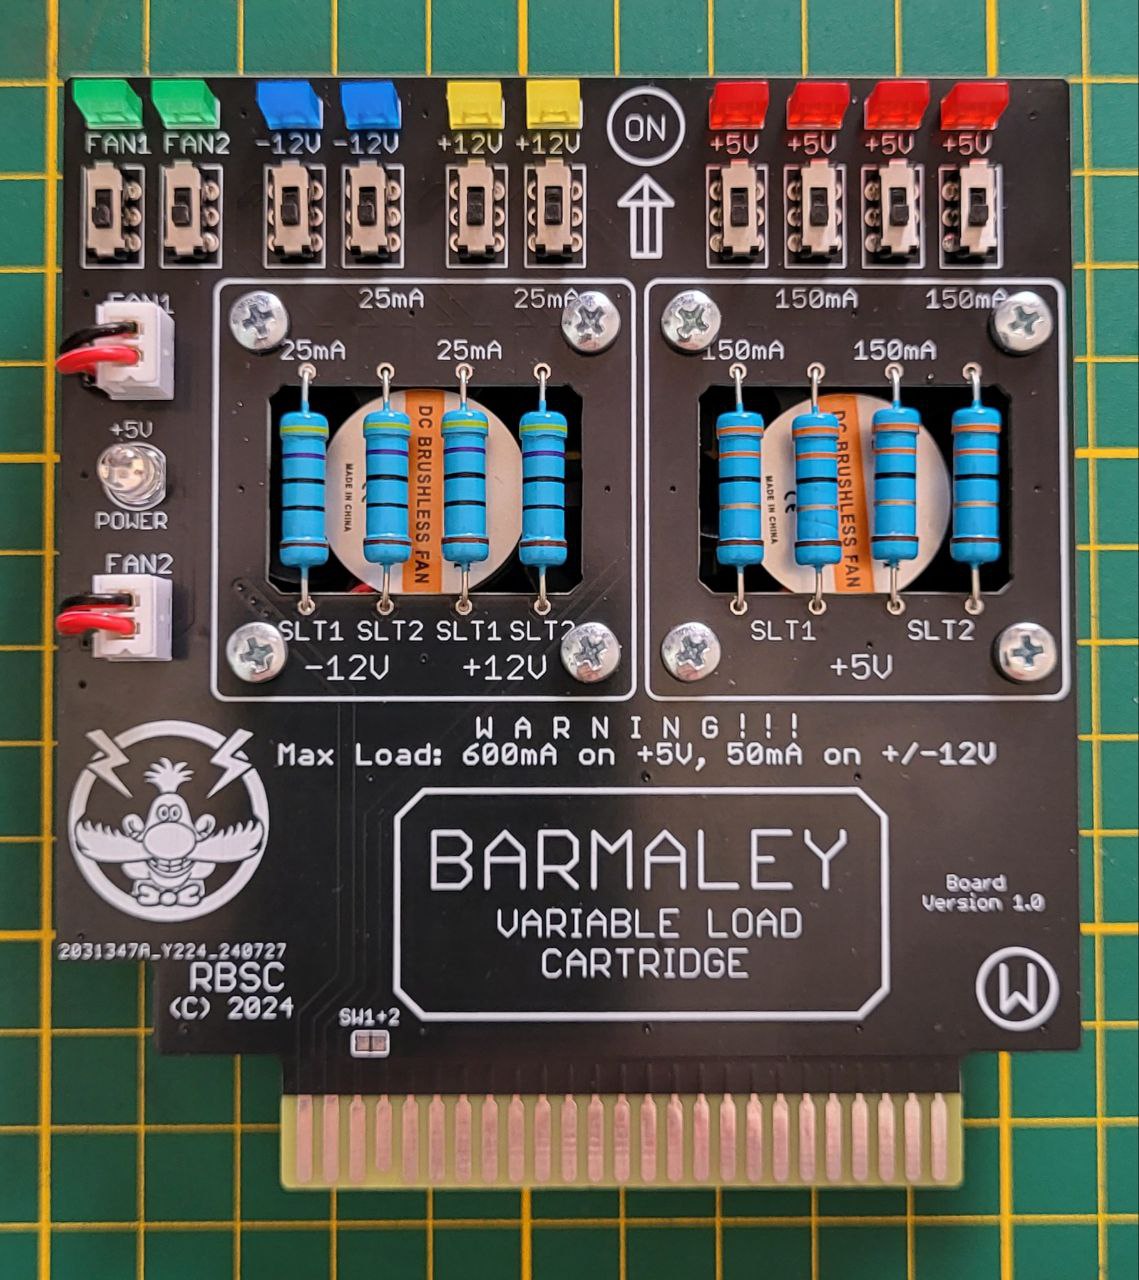 FAN1 FAN2 -12V -12V +12V +12V ON +5V +5V +5V +5V
FAN1 25mA 25mA 150mA 150mA
25mA 25mA 150mA 150mA
+5V
POWER
DC BRUSHLESS FAN
MADE IN CHINA
DC BRUSHLESS FAN
MADE IN CHINA
CE
FAN2
SLT1 SLT2 SLT1 SLT2 SLT1 SLT2
-12V +12V +5V
WARNING!!!
Max Load: 600mA on +5V, 50mA on +/-12V
BARMALEY
VARIABLE LOAD
CARTRIDGE
Board
Version 1.0
2031347A_Y224_240727
RBSC
(C) 2024
SW1+2
W